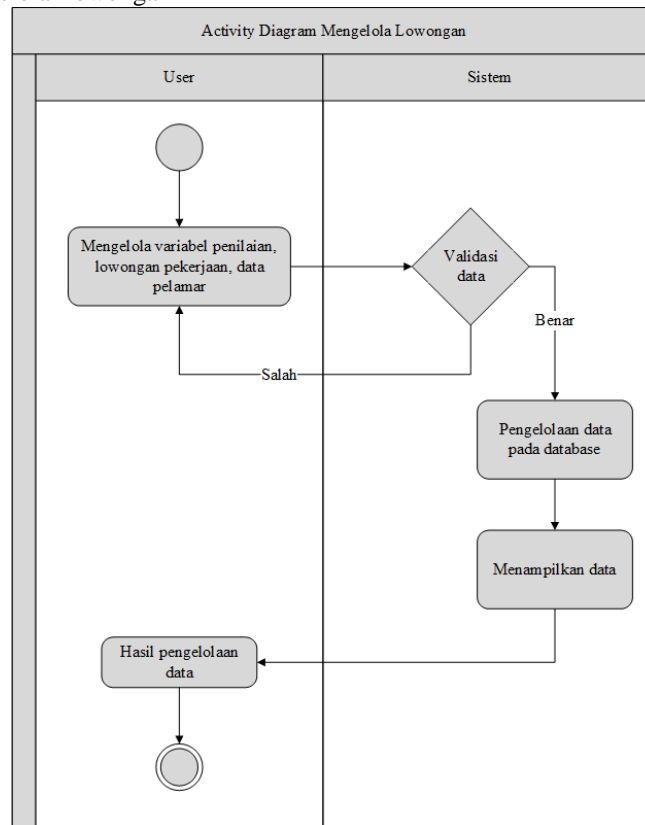 Activity Diagram Mengelola Lowongan
User
Sistem
Mengelola variabel penilaian,
lowongan pekerjaan, data
pelamar
Validasi
data
Benar
Salah
Pengelolaan data
pada database
Menampilkan data
Hasil pengelolaan
data